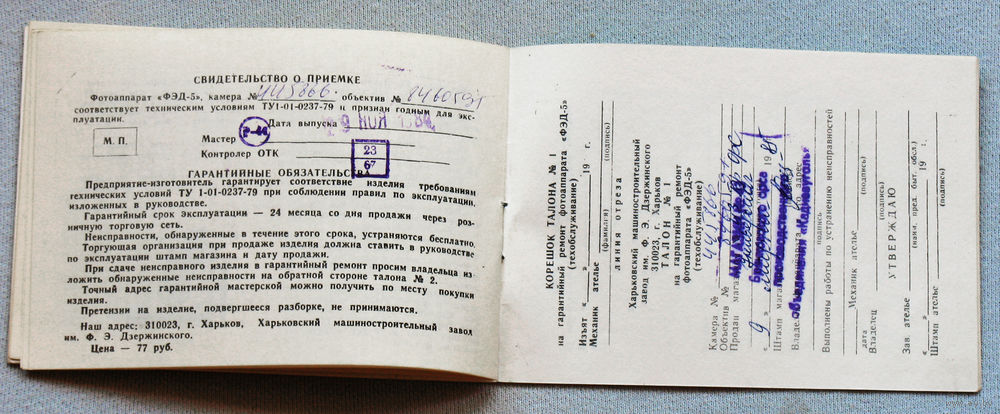 СВИДЕТЕЛЬСТВО О ПРИЕМКЕ
Фотоаппарат «ФЭД-5», камера № 445866 объектив №
соответствует техническим условиям ТУ1-01-0237-79 и признан годным для экс-
плуатации.
Дата выпуска
М. П.
Мастер Р-44
Контролер ОТК 23
67
ГАРАНТИЙНЫЕ ОБЯЗАТЕЛЬСТВА
Предприятие-изготовитель гарантирует соответствие изделия требованиям
технических условий ТУ 1-01-0237-79 при соблюдении правил по эксплуатации,
изложенных в руководстве.
Гарантийный срок эксплуатации — 24 месяца со дня продажи через роз-
ничную торговую сеть.
Неисправности, обнаруженные в течение этого срока, устраняются бесплатно.
Торгующая организация при продаже изделия должна ставить в руководстве
по эксплуатации штамп магазина и дату продажи.
При сдаче неисправного изделия в гарантийный ремонт просим владельца из-
ложить обнаруженные неисправности на обратной стороне талона № 2.
Точный адрес гарантийной мастерской можно получить по месту покупки
изделия.
Претензии на изделие, подвергшееся разборке, не принимаются.
Наш адрес: 310023, г. Харьков, Харьковский машиностроительный завод
им. Ф. Э. Дзержинского.
Цена — 77 руб.
КОРЕШОК ТАЛОНА № 1
на гарантийный ремонт фотоаппарата «ФЭД-5»
(техобслуживание)
Изъят « » 19 г.
Механик ателье
(фамилия) (подпись)
линия отреза
Харьковский машиностроительный
завод им. Ф. Э. Дзержинского
310023, г. Харьков
ТАЛОН № 1
на гарантийный ремонт
фотоаппарата «ФЭД-5»
(техобслуживание)
Камера № 445866
Объектив №
Продан
« 9 » 198
Штамп
Владелец
подпись
Выполнены работы по устранению неисправностей
дата
Механик ателье
(подпись)
Владелец
(подпись)
УТВЕРЖДАЮ
Зав. ателье
(наим. пред. быт. обсл.)
« » 19 г.
Штамп ателье
(подпись)